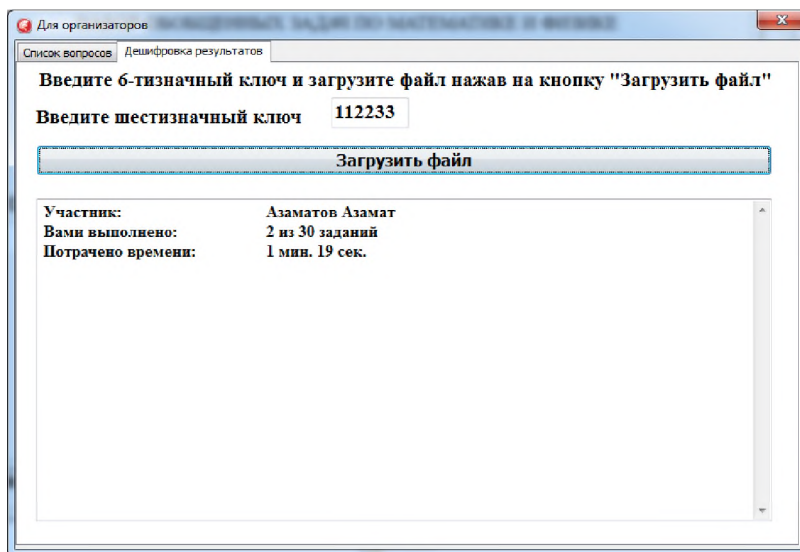 Для организаторов
Список вопросов Дешифровка результатов
Введите 6-тизначный ключ и загрузите файл нажав на кнопку "Загрузить файл"
Введите шестизначный ключ 112233
Загрузить файл
Участник: Азаматов Азамат
Вами выполнено: 2 из 30 заданий
Потрачено времени: 1 мин. 19 сек.